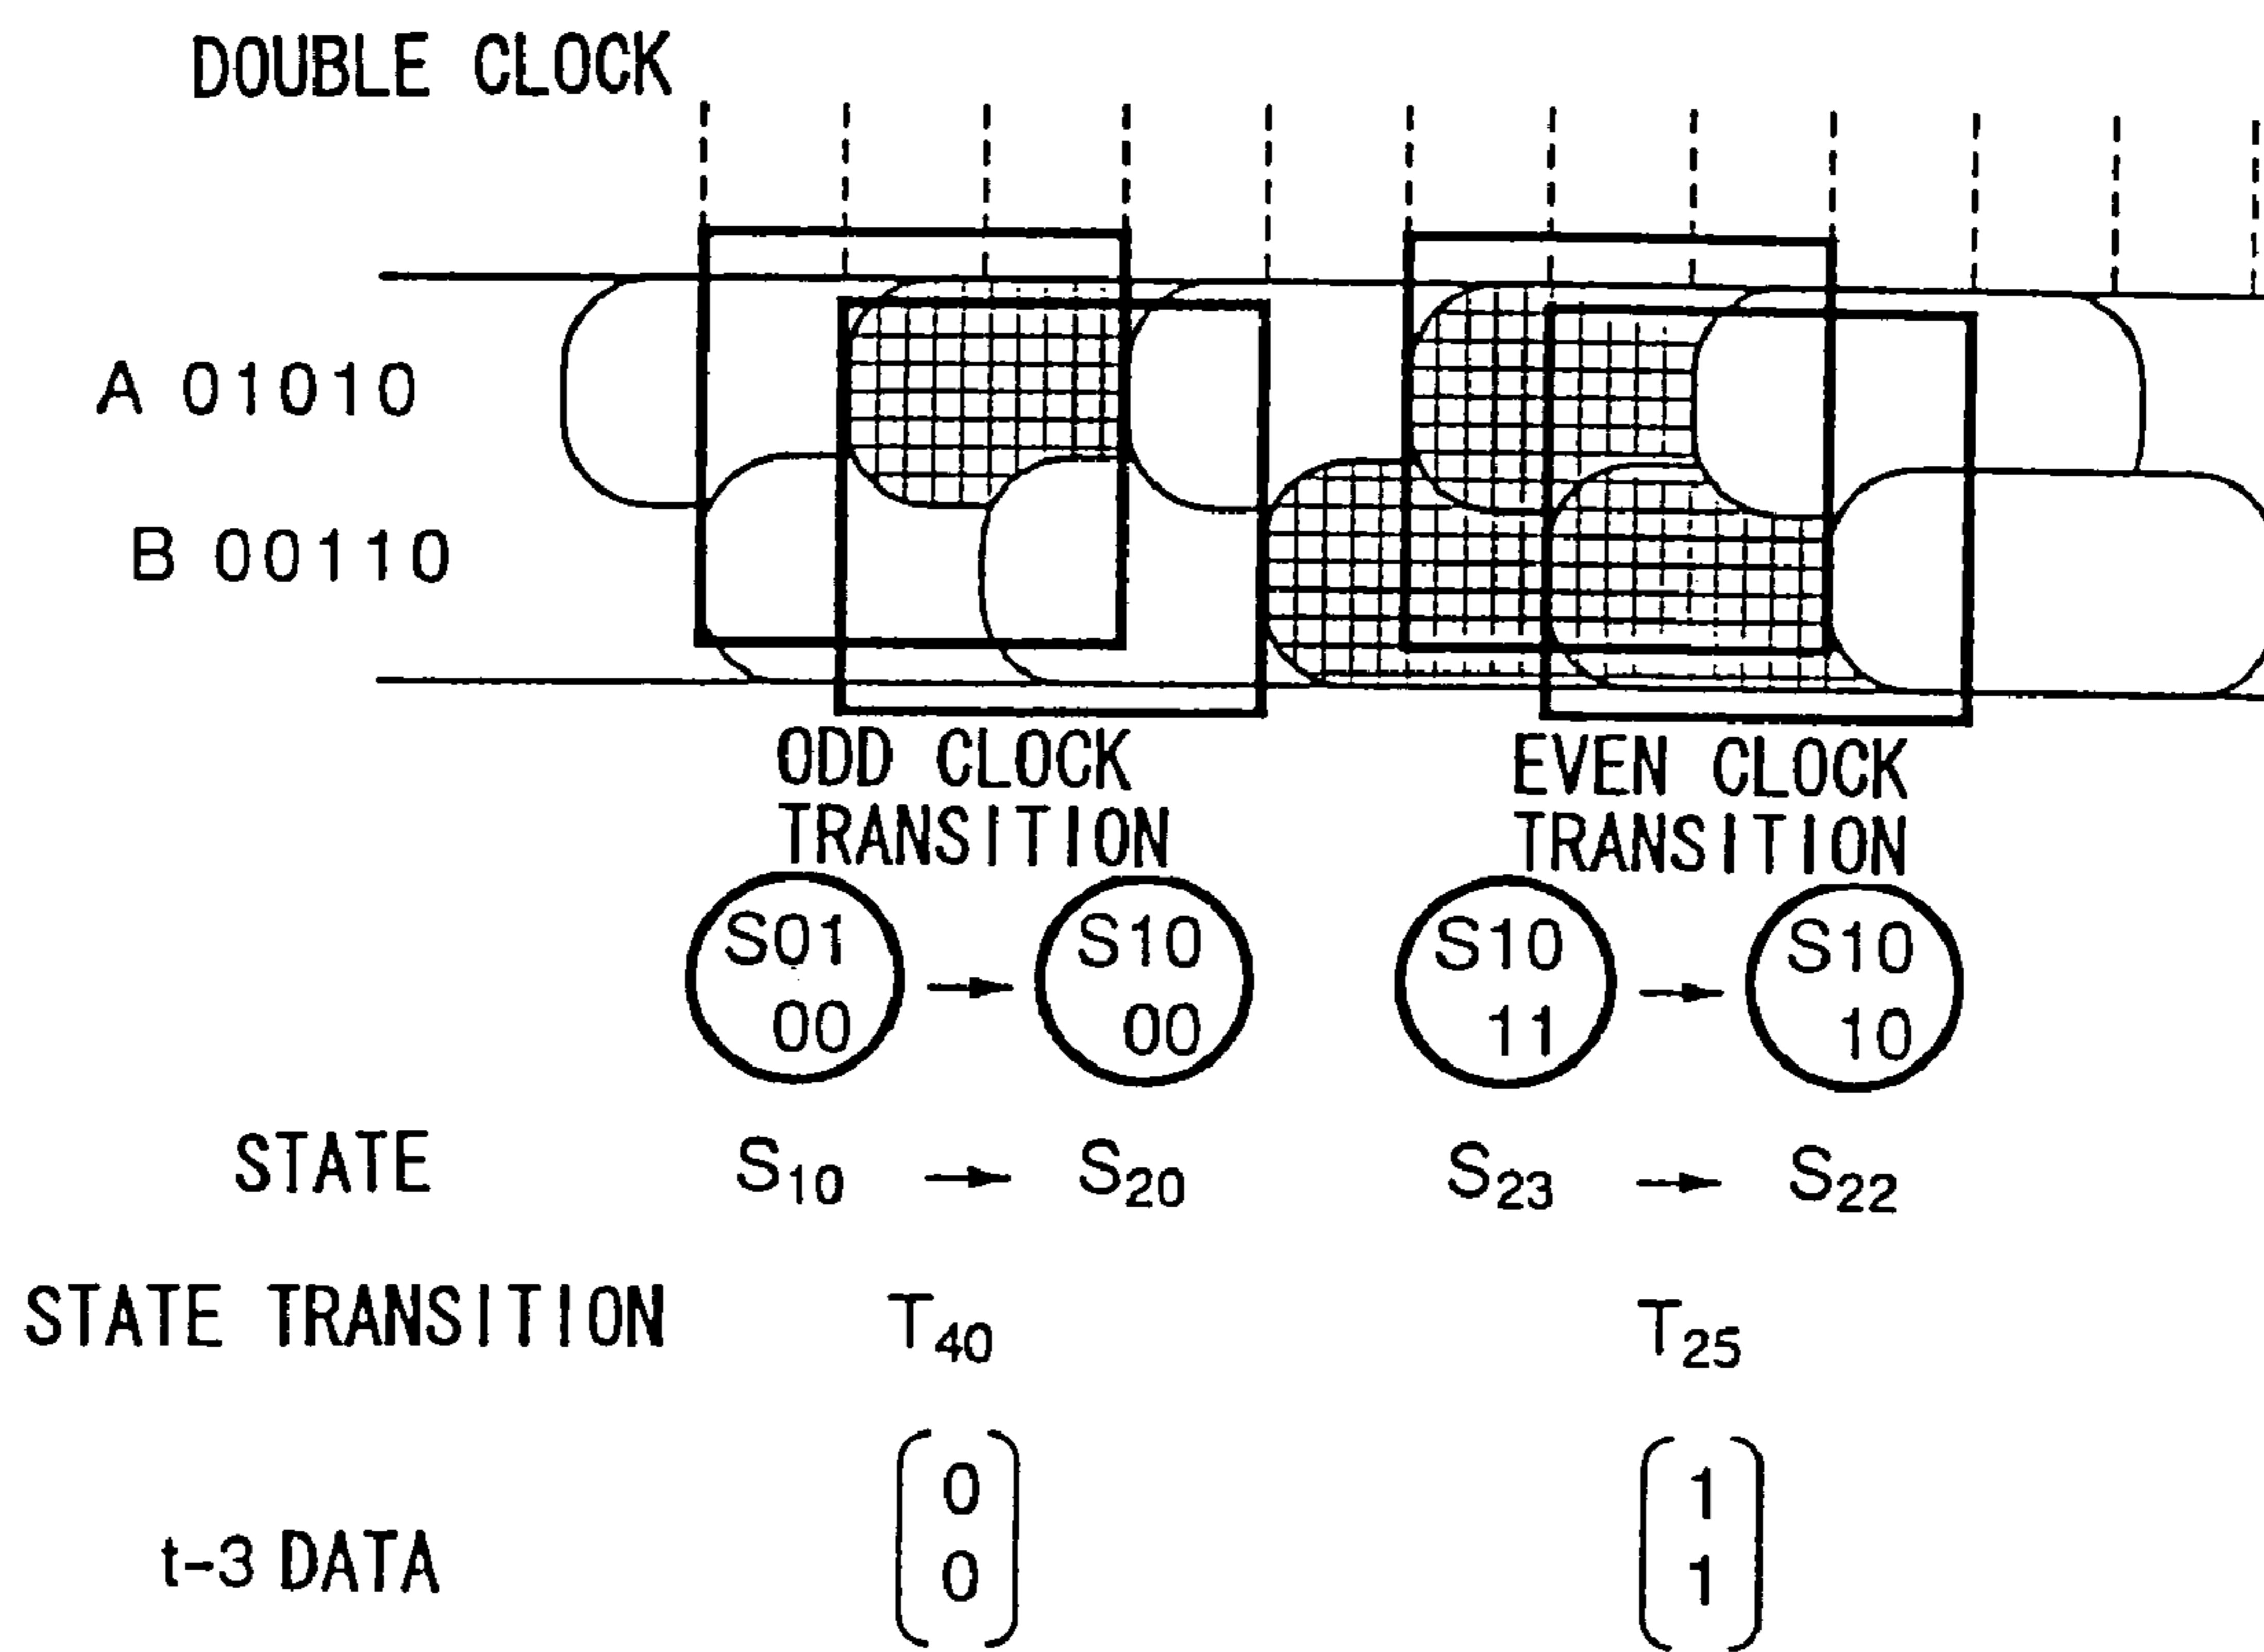 DOUBLE CLOCK
A 01010
B 00110
ODD CLOCK
TRANSITION
EVEN CLOCK
TRANSITION
S01
00
→
S10
00
S10
11
→
S10
10
STATE S10 → S20 S23 → S22
STATE TRANSITION T40 T25
t-3 DATA
0
0
1
1